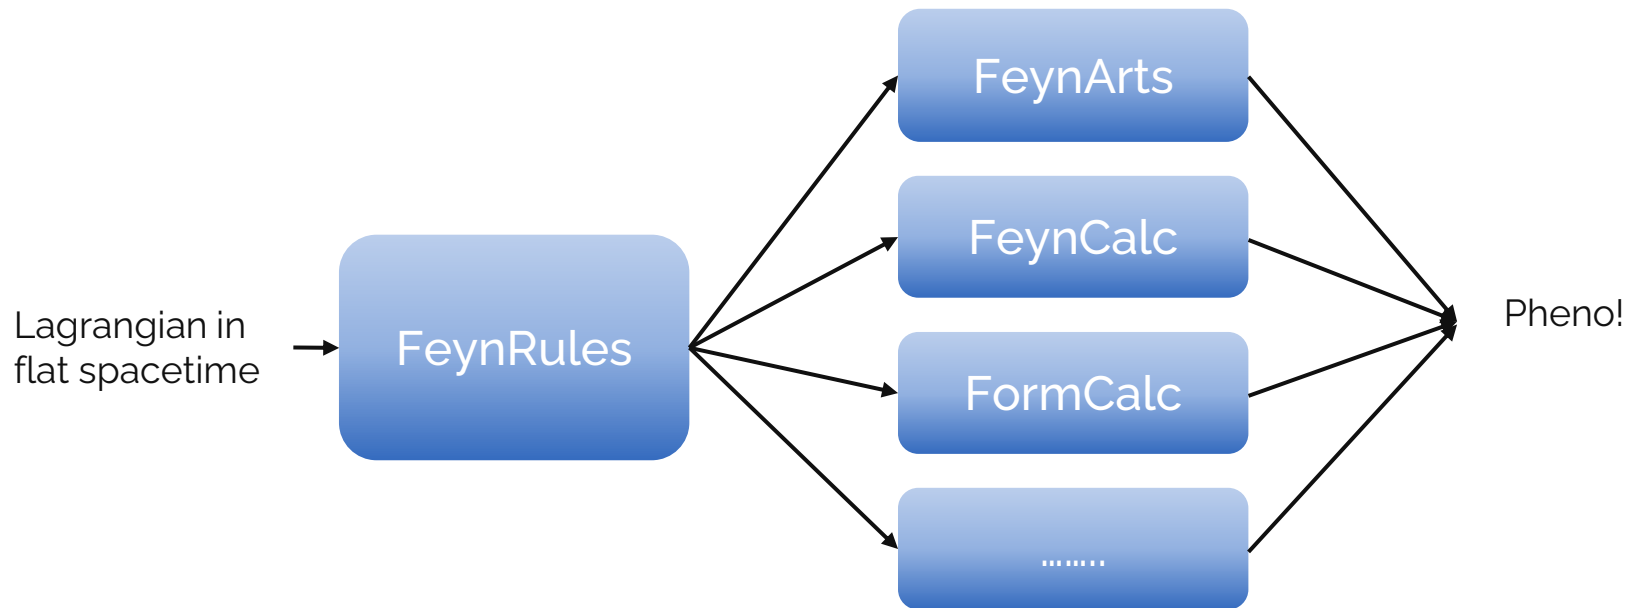 Lagrangian in
flat spacetime
FeynRules
FeynArts
FeynCalc
FormCalc
……..
Pheno!